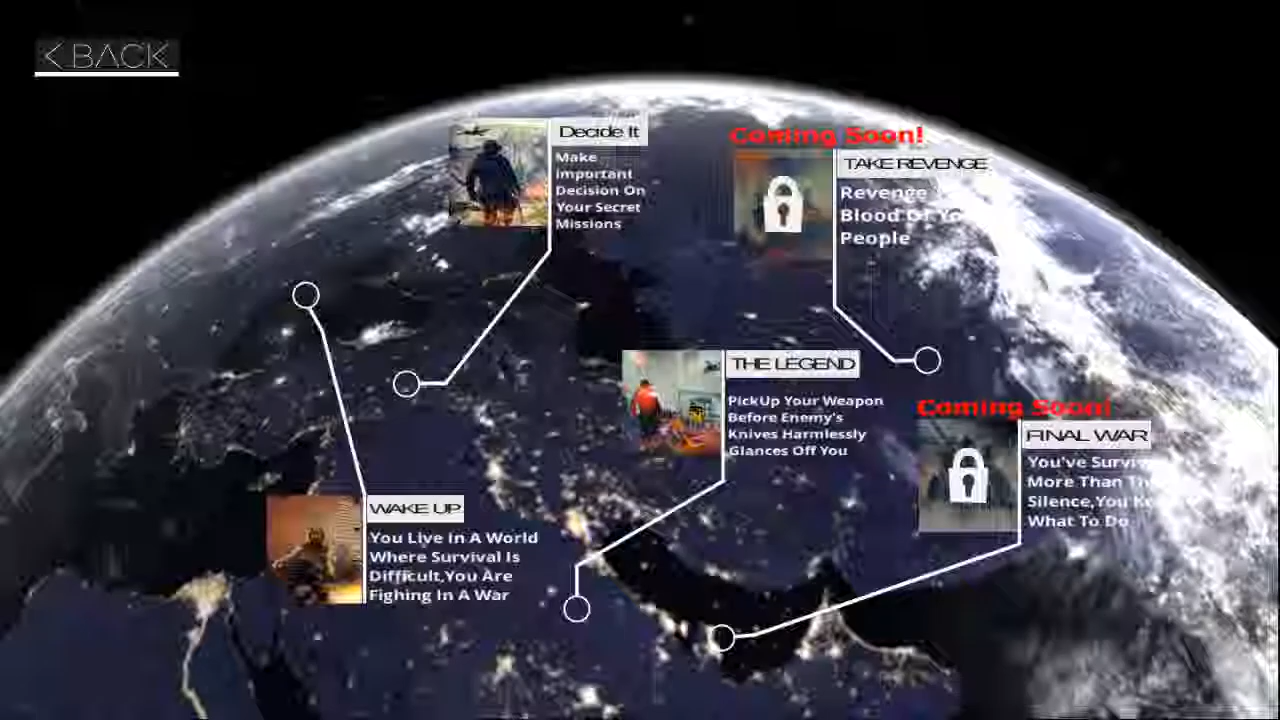 < BACK
Decide It
Make
important
Decision On
Your Secret
Missions
Coming Soon!
TAKE REVENGE
Revenge
Blood Of
People
THE LEGEND
PickUp Your Weapon
Before Enemy's
Knives Harmlessly
Glances Off You
Coming Soon!
FINAL WAR
You've
More Than
Silence,You
What To Do
WAKE UP
You Live In A World
Where Survival Is
Difficult,You Are
Fighing In A War